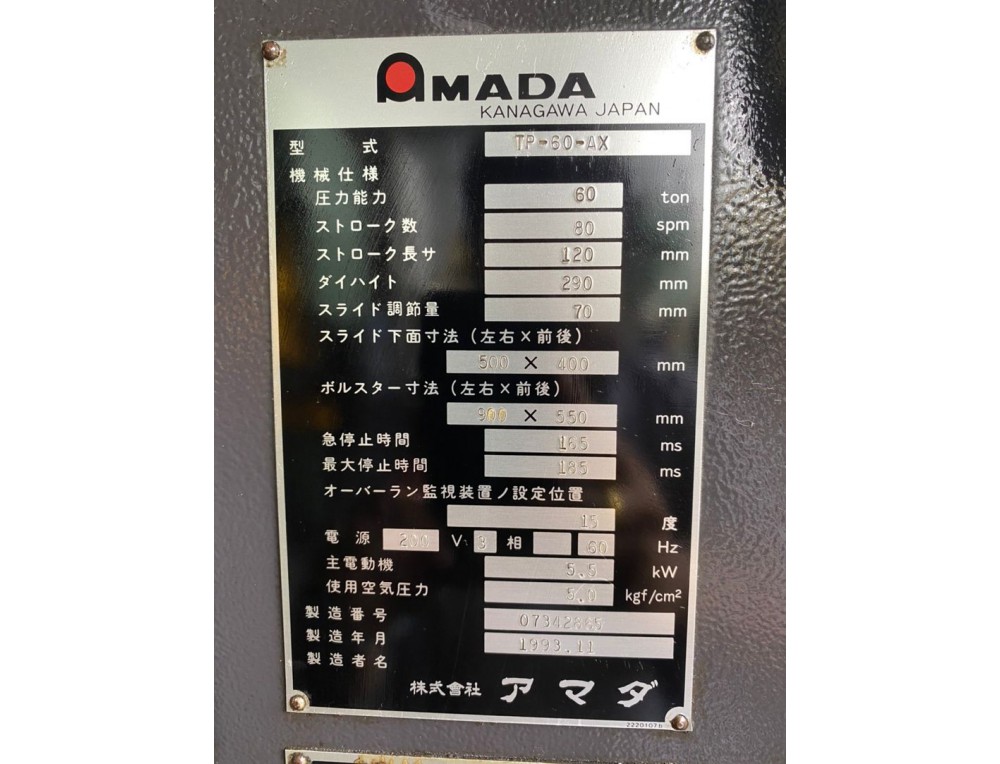 AMADA
KANAGAWA JAPAN
型式 TP-60-AX
機械仕様
圧力能力 60 ton
ストローク数 80 spm
ストローク長サ 120 mm
ダイハイト 290 mm
スライド調節量 70 mm
スライド下面寸法(左右×前後)
500 × 400 mm
ボルスター寸法(左右×前後)
900 × 550 mm
急停止時間 165 ms
最大停止時間 185 ms
オーバーラン監視装置ノ設定位置
15 度
電源 200 V 3 相 60 Hz
主電動機 5.5 kW
使用空気圧力 5.0 kgf/cm²
製造番号
製造年月 1993.11
製造者名
株式會社 アマダ